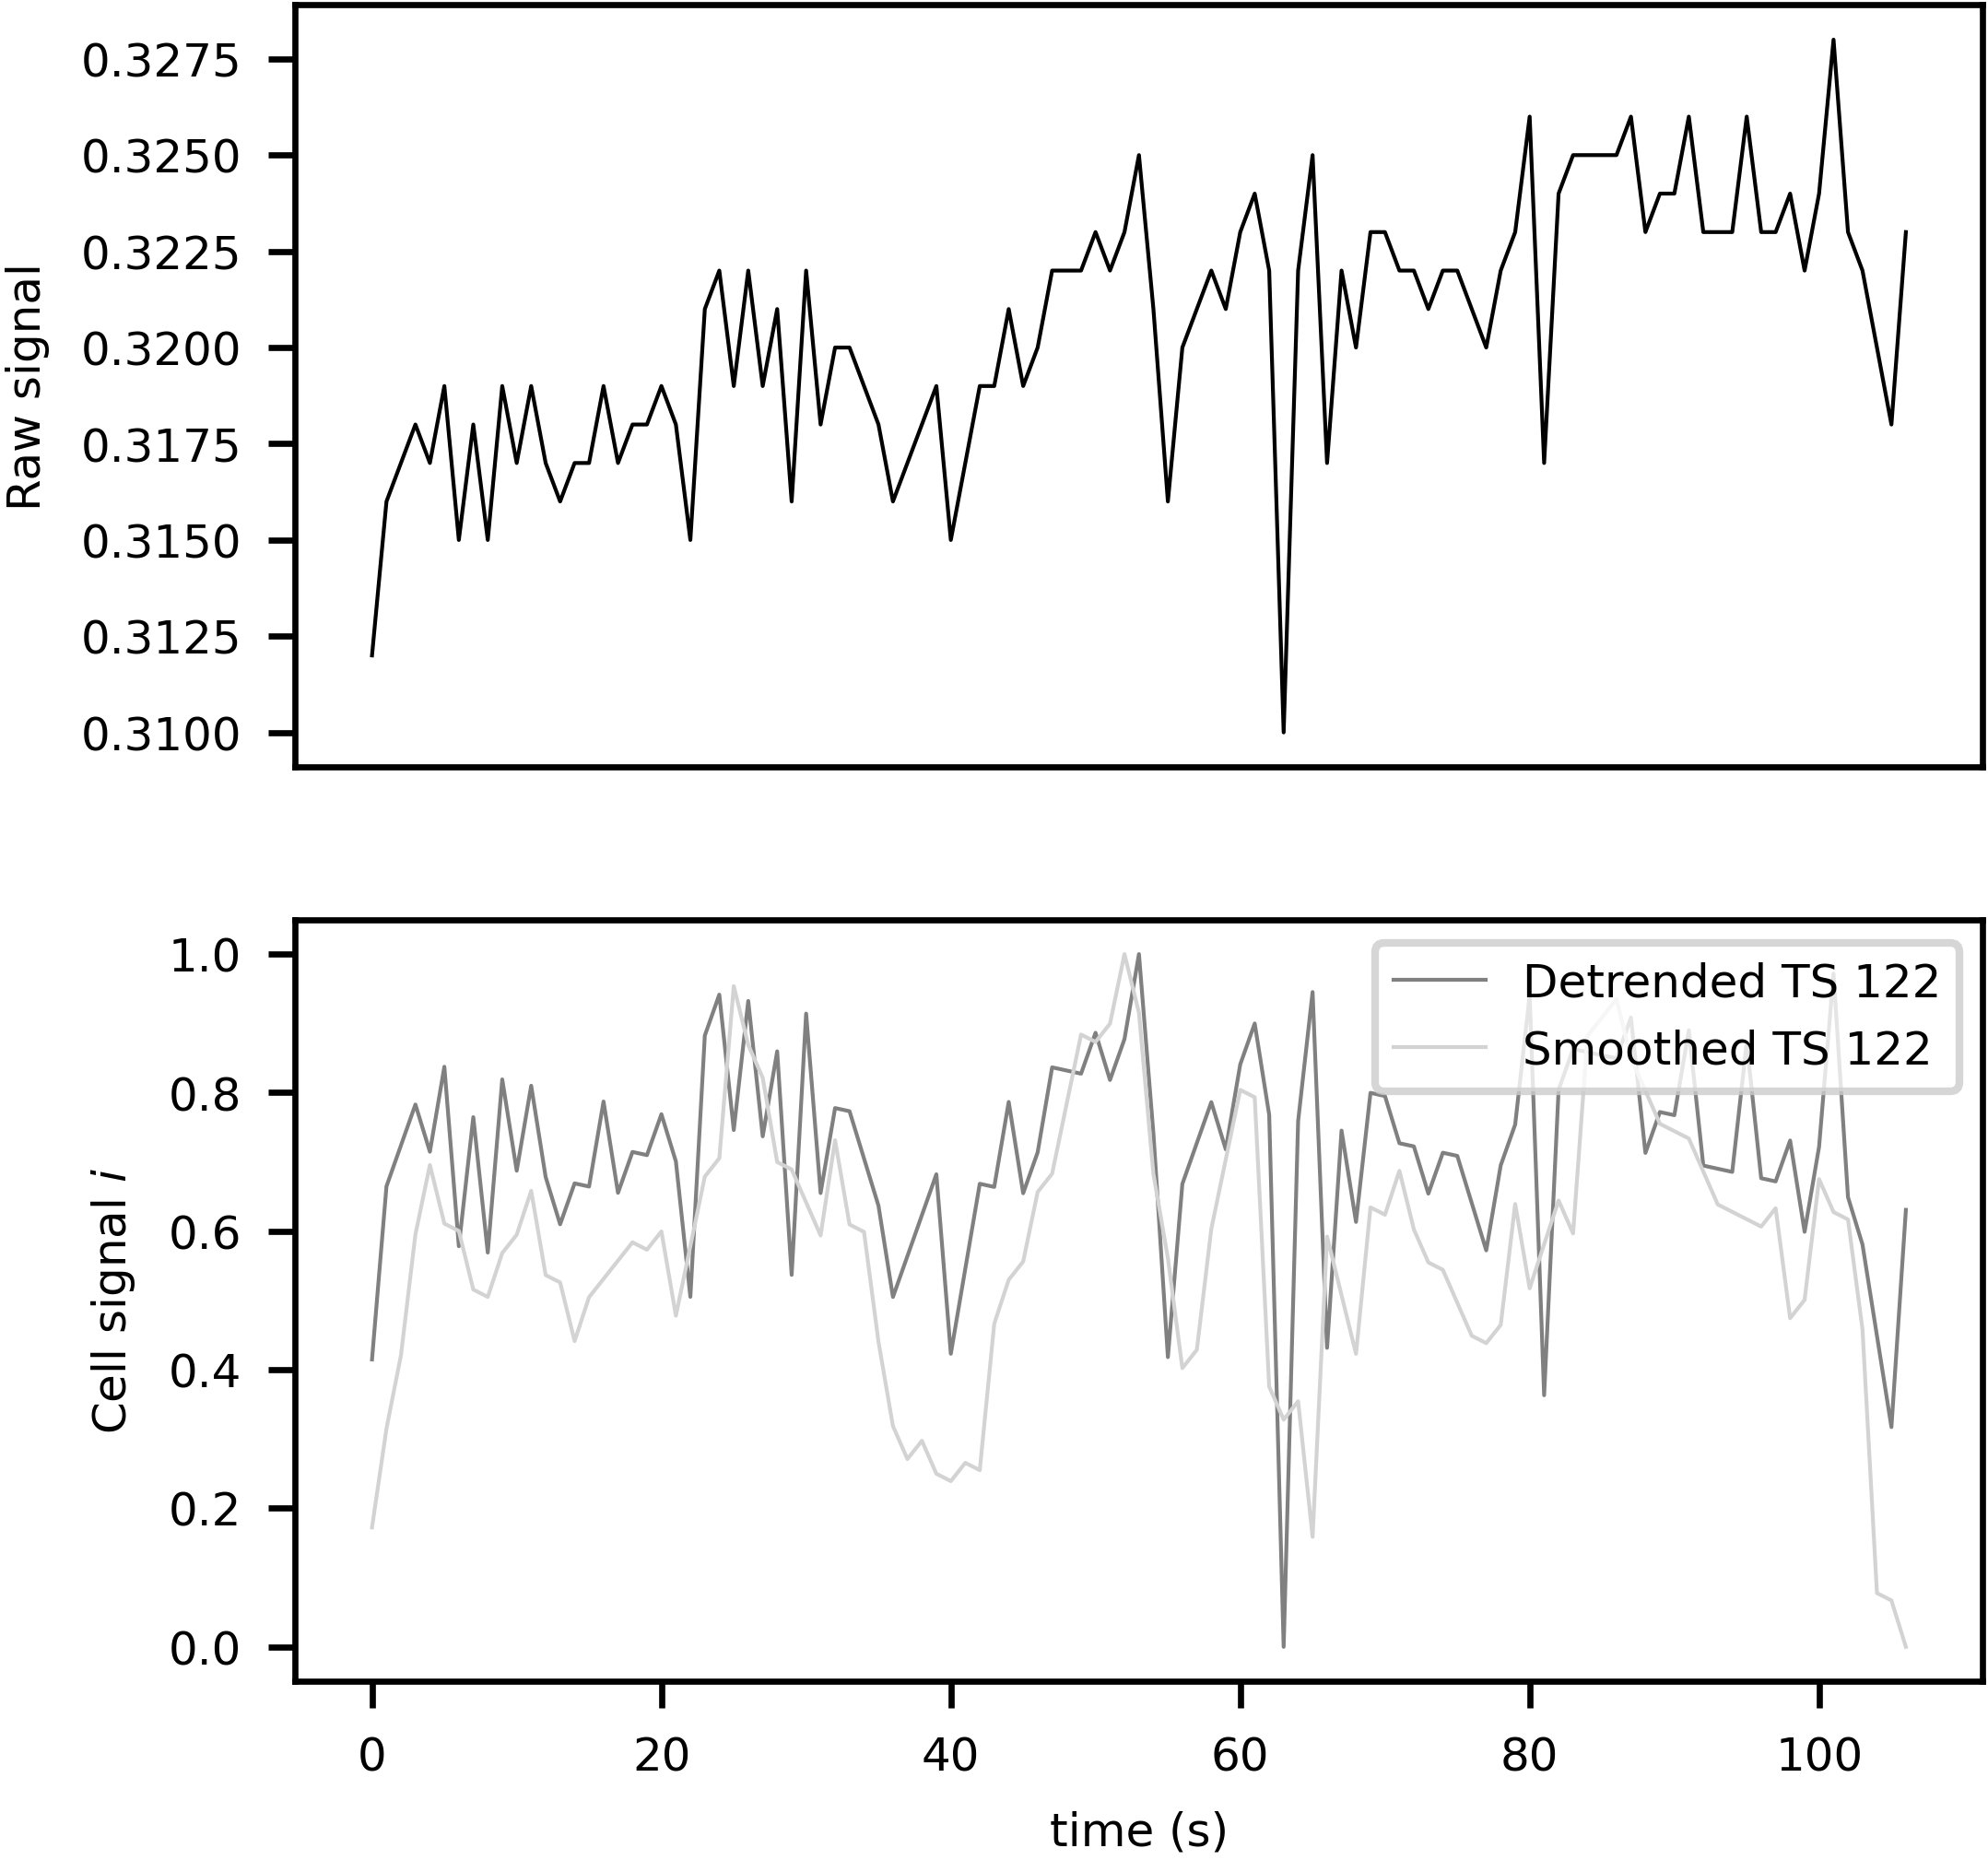 Raw signal
0.3275
0.3250
0.3225
0.3200
0.3175
0.3150
0.3125
0.3100
Cell signal i
1.0
0.8
0.6
0.4
0.2
0.0
Detrended TS 122
Smoothed TS 122
0 20 40 60 80 100
time (s)